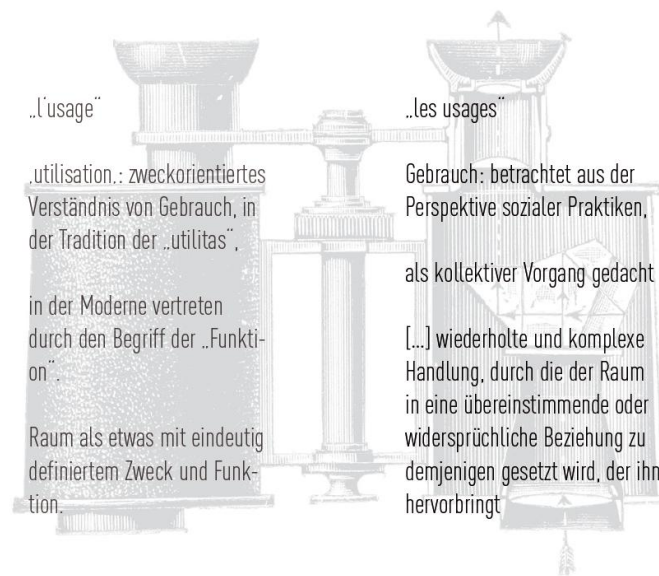 „l'usage“
‚utilisation‚: zweckorientiertes
Verständnis von Gebrauch, in
der Tradition der „utilitas“,
in der Moderne vertreten
durch den Begriff der „Funkti-
on“.
Raum als etwas mit eindeutig
definiertem Zweck und Funk-
tion.
„les usages“
Gebrauch: betrachtet aus der
Perspektive sozialer Praktiken,
als kollektiver Vorgang gedacht
[...] wiederholte und komplexe
Handlung, durch die der Raum
in eine übereinstimmende oder
widersprüchliche Beziehung zu
demjenigen gesetzt wird, der ihn
hervorbringt